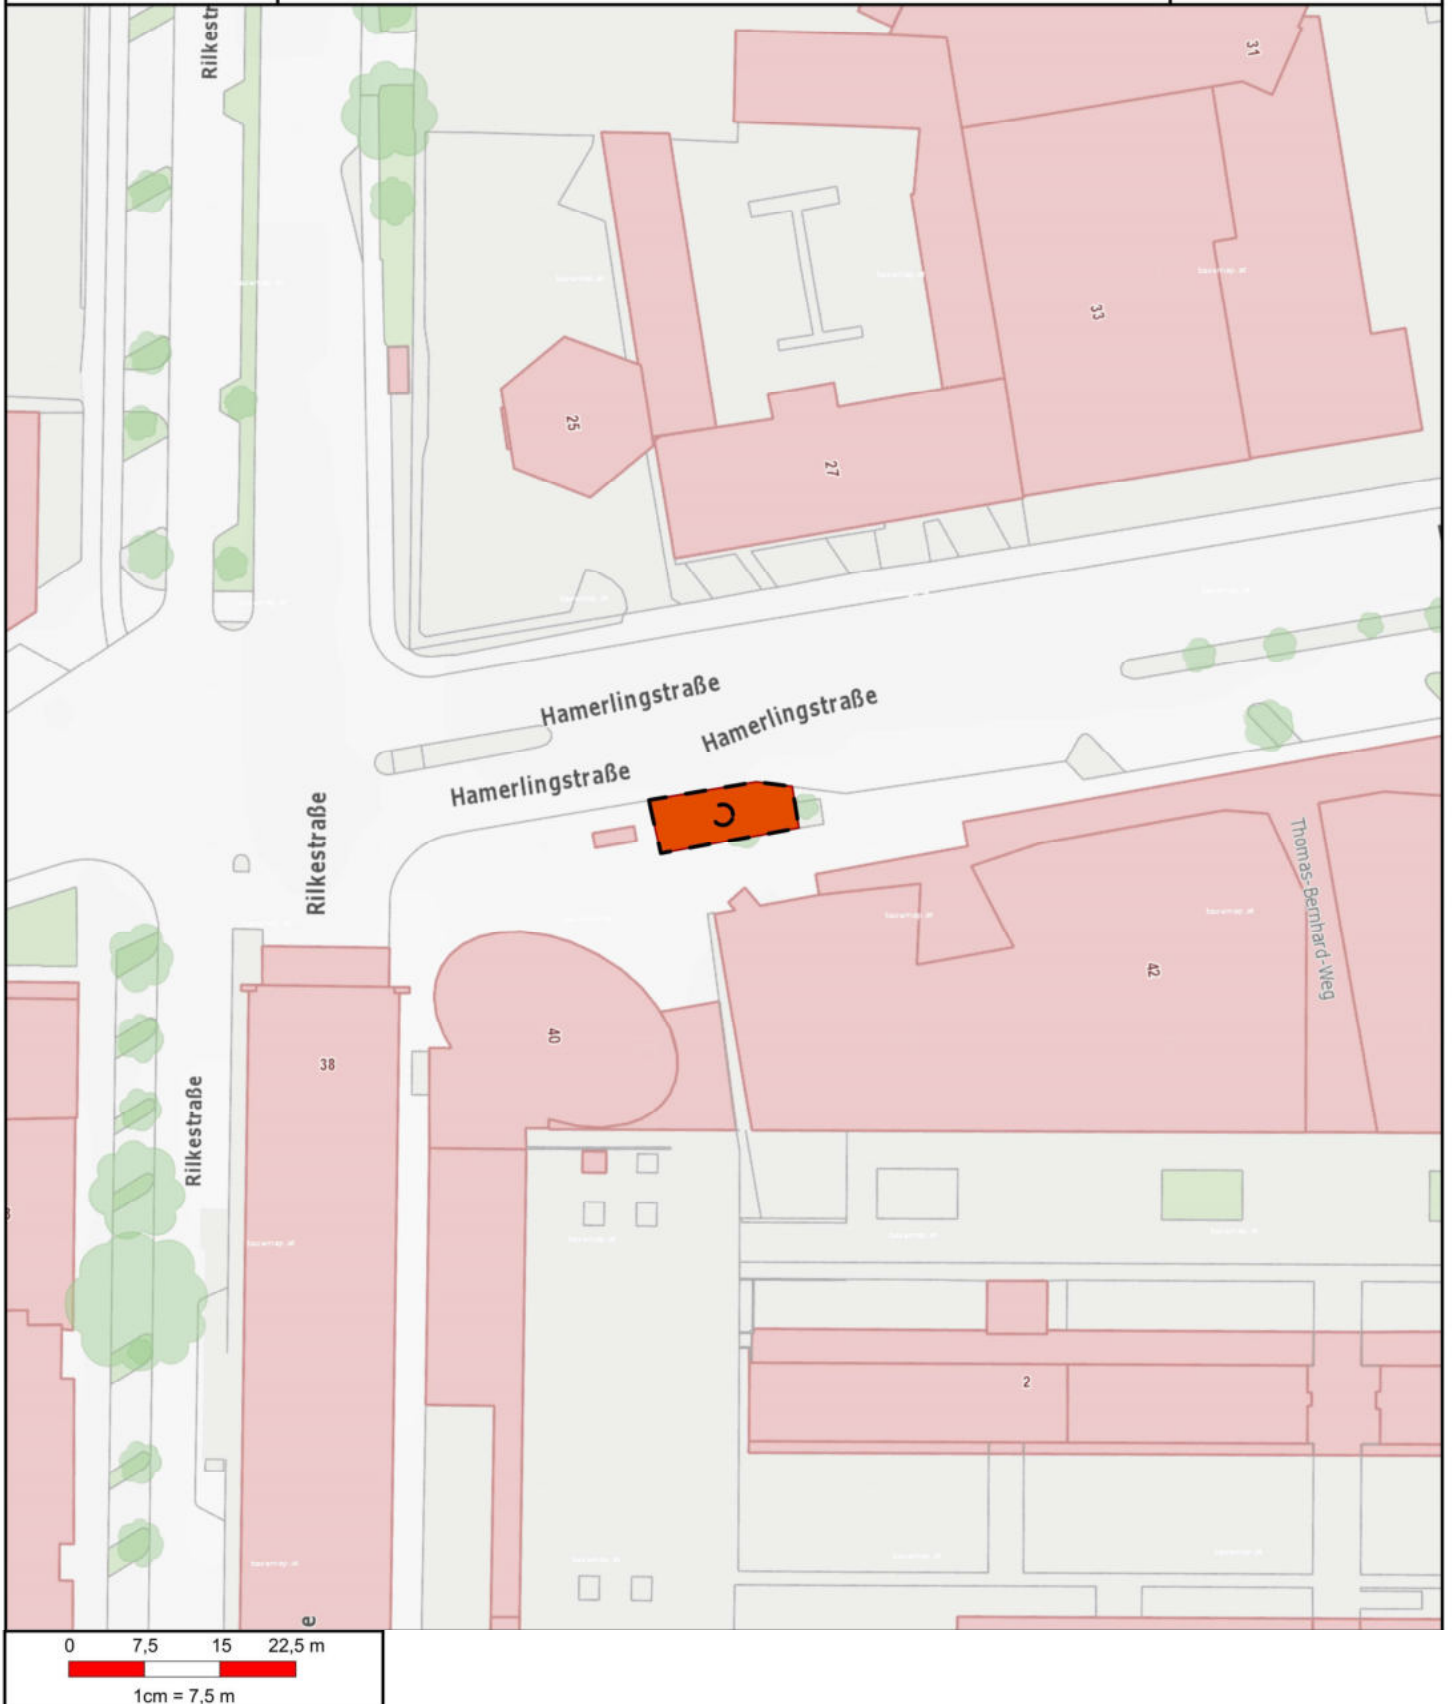 Rilkestr
31
33
25
27
Hamerlingstraße
Hamerlingstraße
Hamerlingstraße
Rilkestraße
Thomas-Bernhard-Weg
42
40
38
Rilkestraße
2
e
0 7,5 15 22,5 m
1cm = 7,5 m